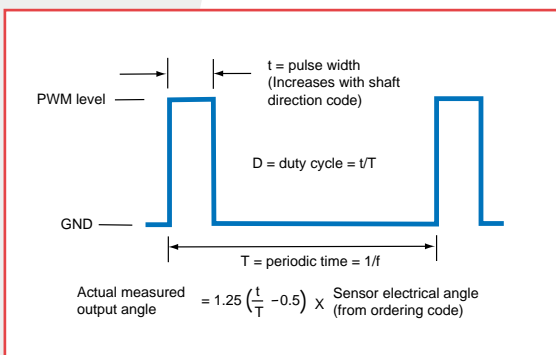 t = pulse width
(Increases with shaft
direction code)
PWM level
D = duty cycle = t/T
GND
T = periodic time = 1/f
Actual measured
output angle
= 1.25 (t/T −0.5) X
Sensor electrical angle
(from ordering code)